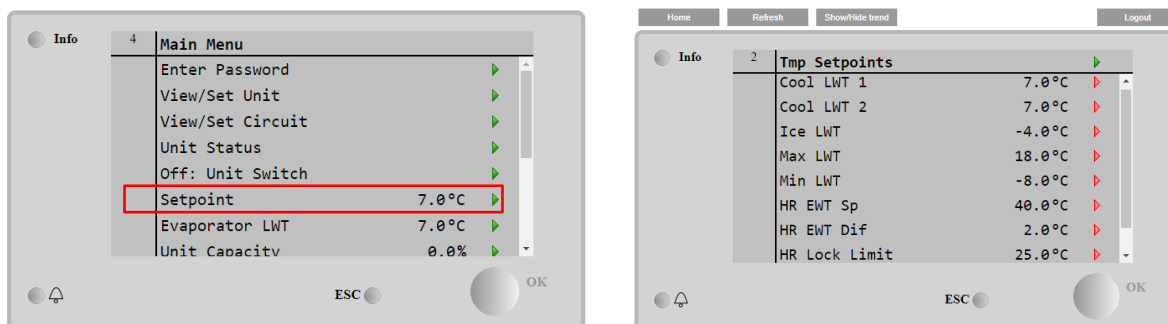 Info
4 Main Menu
Enter Password
View/Set Unit
View/Set Circuit
Unit Status
Off: Unit Switch
Setpoint 7.0°C
Evaporator LWT 7.0°C
Unit Capacity 0.0%
ESC
OK
Home Refresh Show/Hide trend Logout
Info
2 Tmp Setpoints
Cool LWT 1 7.0°C
Cool LWT 2 7.0°C
Ice LWT -4.0°C
Max LWT 18.0°C
Min LWT -8.0°C
HR EWT Sp 40.0°C
HR EWT Dif 2.0°C
HR Lock Limit 25.0°C
ESC
OK